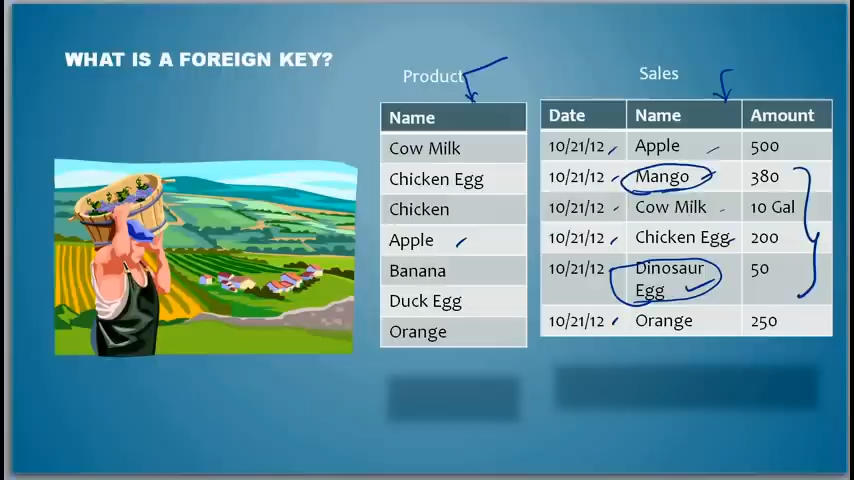 WHAT IS A FOREIGN KEY?
Product
Name
Cow Milk
Chicken Egg
Chicken
Apple
Banana
Duck Egg
Orange
Sales
Date Name Amount
10/21/12 Apple 500
10/21/12 Mango 380
10/21/12 Cow Milk 10 Gal
10/21/12 Chicken Egg 200
10/21/12 Dinosaur 50
Egg
10/21/12 Orange 250